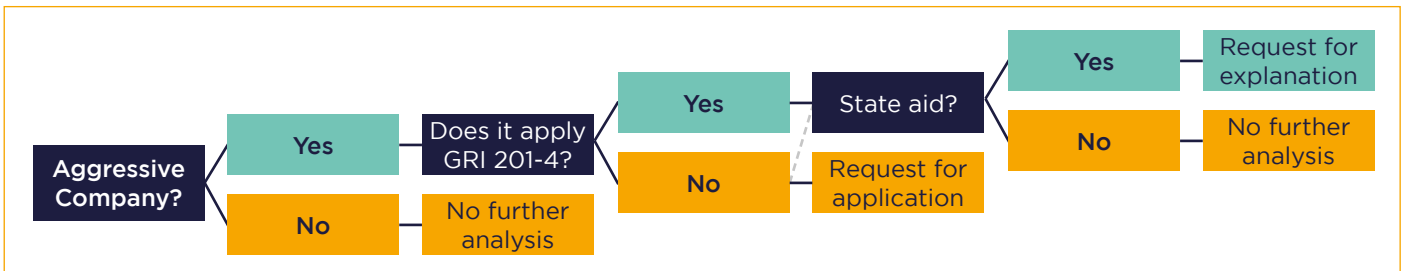 Aggressive
Company?
Yes
No
Does it apply
GRI 201-4?
No further
analysis
Yes
No
State aid?
Request for
application
Yes
No
Request for
explanation
No further
analysis